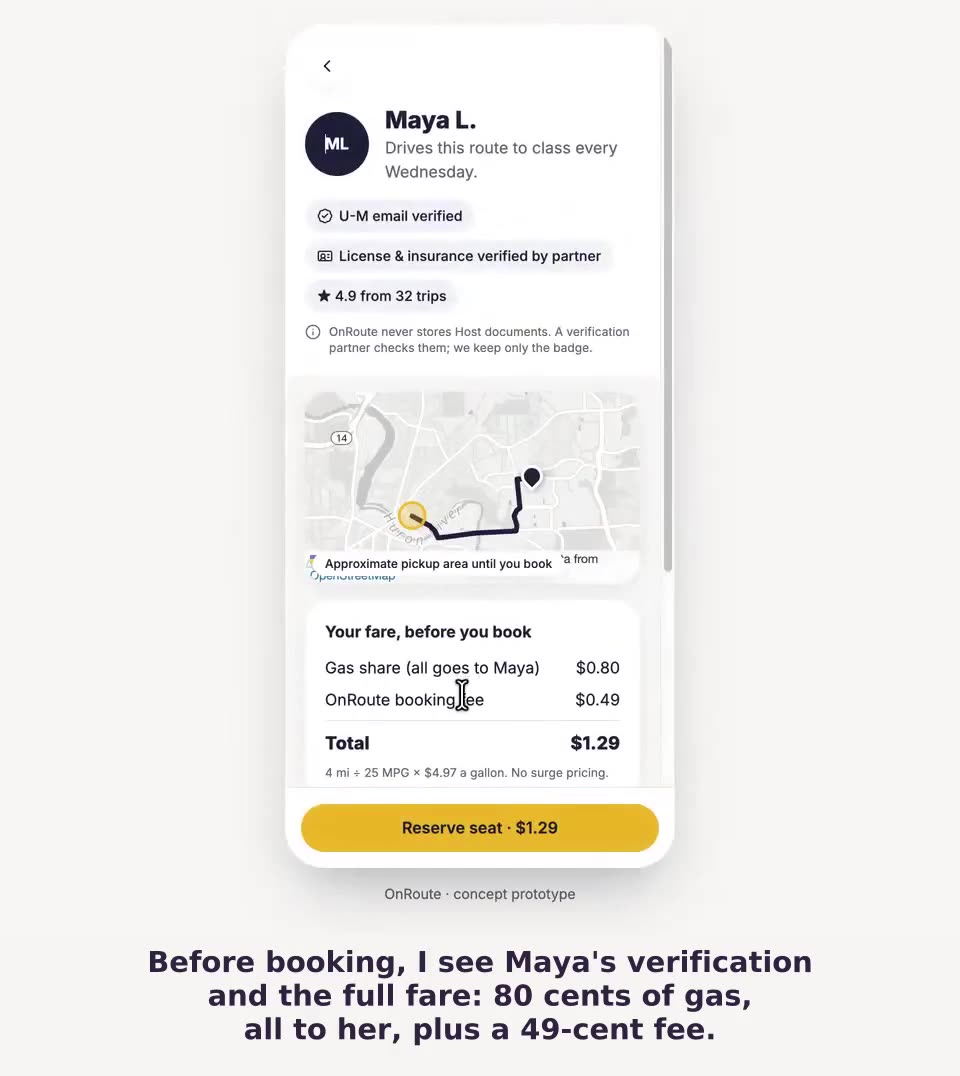 ML
Maya L.
Drives this route to class every
Wednesday.
U-M email verified
License & insurance verified by partner
4.9 from 32 trips
OnRoute never stores Host documents. A verification
partner checks them; we keep only the badge.
14
Huron River
Approximate pickup area until you book
a from
OpenStreetMap
Your fare, before you book
Gas share (all goes to Maya) $0.80
OnRoute booking fee $0.49
Total $1.29
4 mi ÷ 25 MPG × $4.97 a gallon. No surge pricing.
Reserve seat · $1.29
OnRoute · concept prototype
Before booking, I see Maya's verification
and the full fare: 80 cents of gas,
all to her, plus a 49-cent fee.